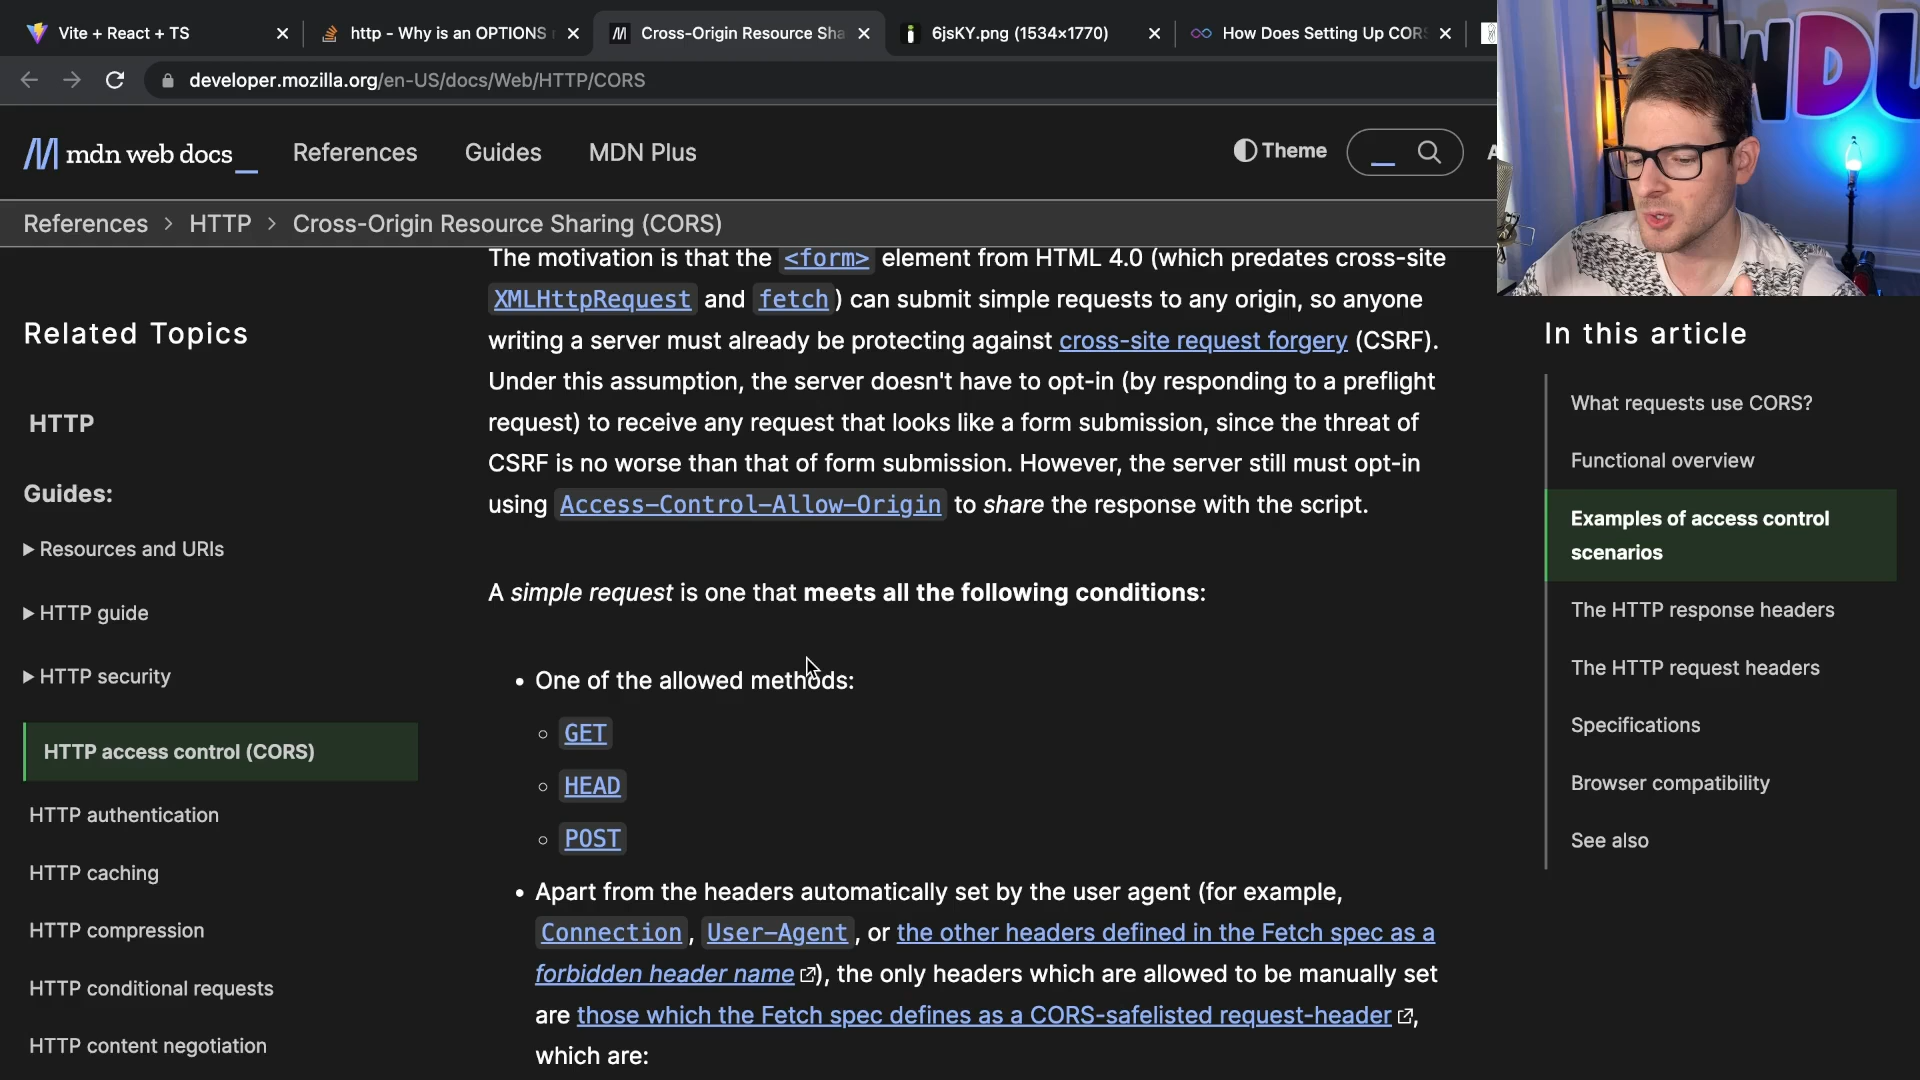 Vite + React + TS
http - Why is an OPTIONS
Cross-Origin Resource Sha
6jsKY.png (1534×1770)
How Does Setting Up CORS
developer.mozilla.org/en-US/docs/Web/HTTP/CORS
mdn web docs_
References
Guides
MDN Plus
Theme
References > HTTP > Cross-Origin Resource Sharing (CORS)
Related Topics
HTTP
Guides:
Resources and URIs
HTTP guide
HTTP security
HTTP access control (CORS)
HTTP authentication
HTTP caching
HTTP compression
HTTP conditional requests
HTTP content negotiation
The motivation is that the <form> element from HTML 4.0 (which predates cross-site
XMLHttpRequest and fetch) can submit simple requests to any origin, so anyone
writing a server must already be protecting against cross-site request forgery (CSRF).
Under this assumption, the server doesn't have to opt-in (by responding to a preflight
request) to receive any request that looks like a form submission, since the threat of
CSRF is no worse than that of form submission. However, the server still must opt-in
using Access-Control-Allow-Origin to share the response with the script.
A simple request is one that meets all the following conditions:
• One of the allowed methods:
◦ GET
◦ HEAD
◦ POST
• Apart from the headers automatically set by the user agent (for example,
Connection, User-Agent, or the other headers defined in the Fetch spec as a
forbidden header name), the only headers which are allowed to be manually set
are those which the Fetch spec defines as a CORS-safelisted request-header,
which are:
In this article
What requests use CORS?
Functional overview
Examples of access control
scenarios
The HTTP response headers
The HTTP request headers
Specifications
Browser compatibility
See also